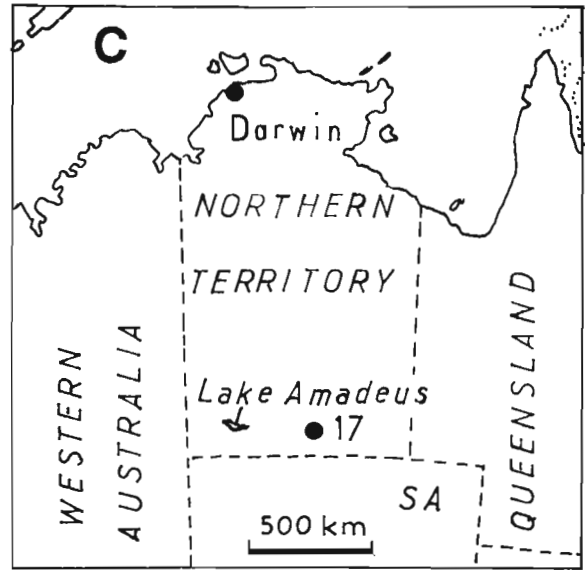 C
Darwin
NORTHERN
TERRITORY
WESTERN
AUSTRALIA
QUEENSLAND
Lake Amadeus
17
SA
500 km